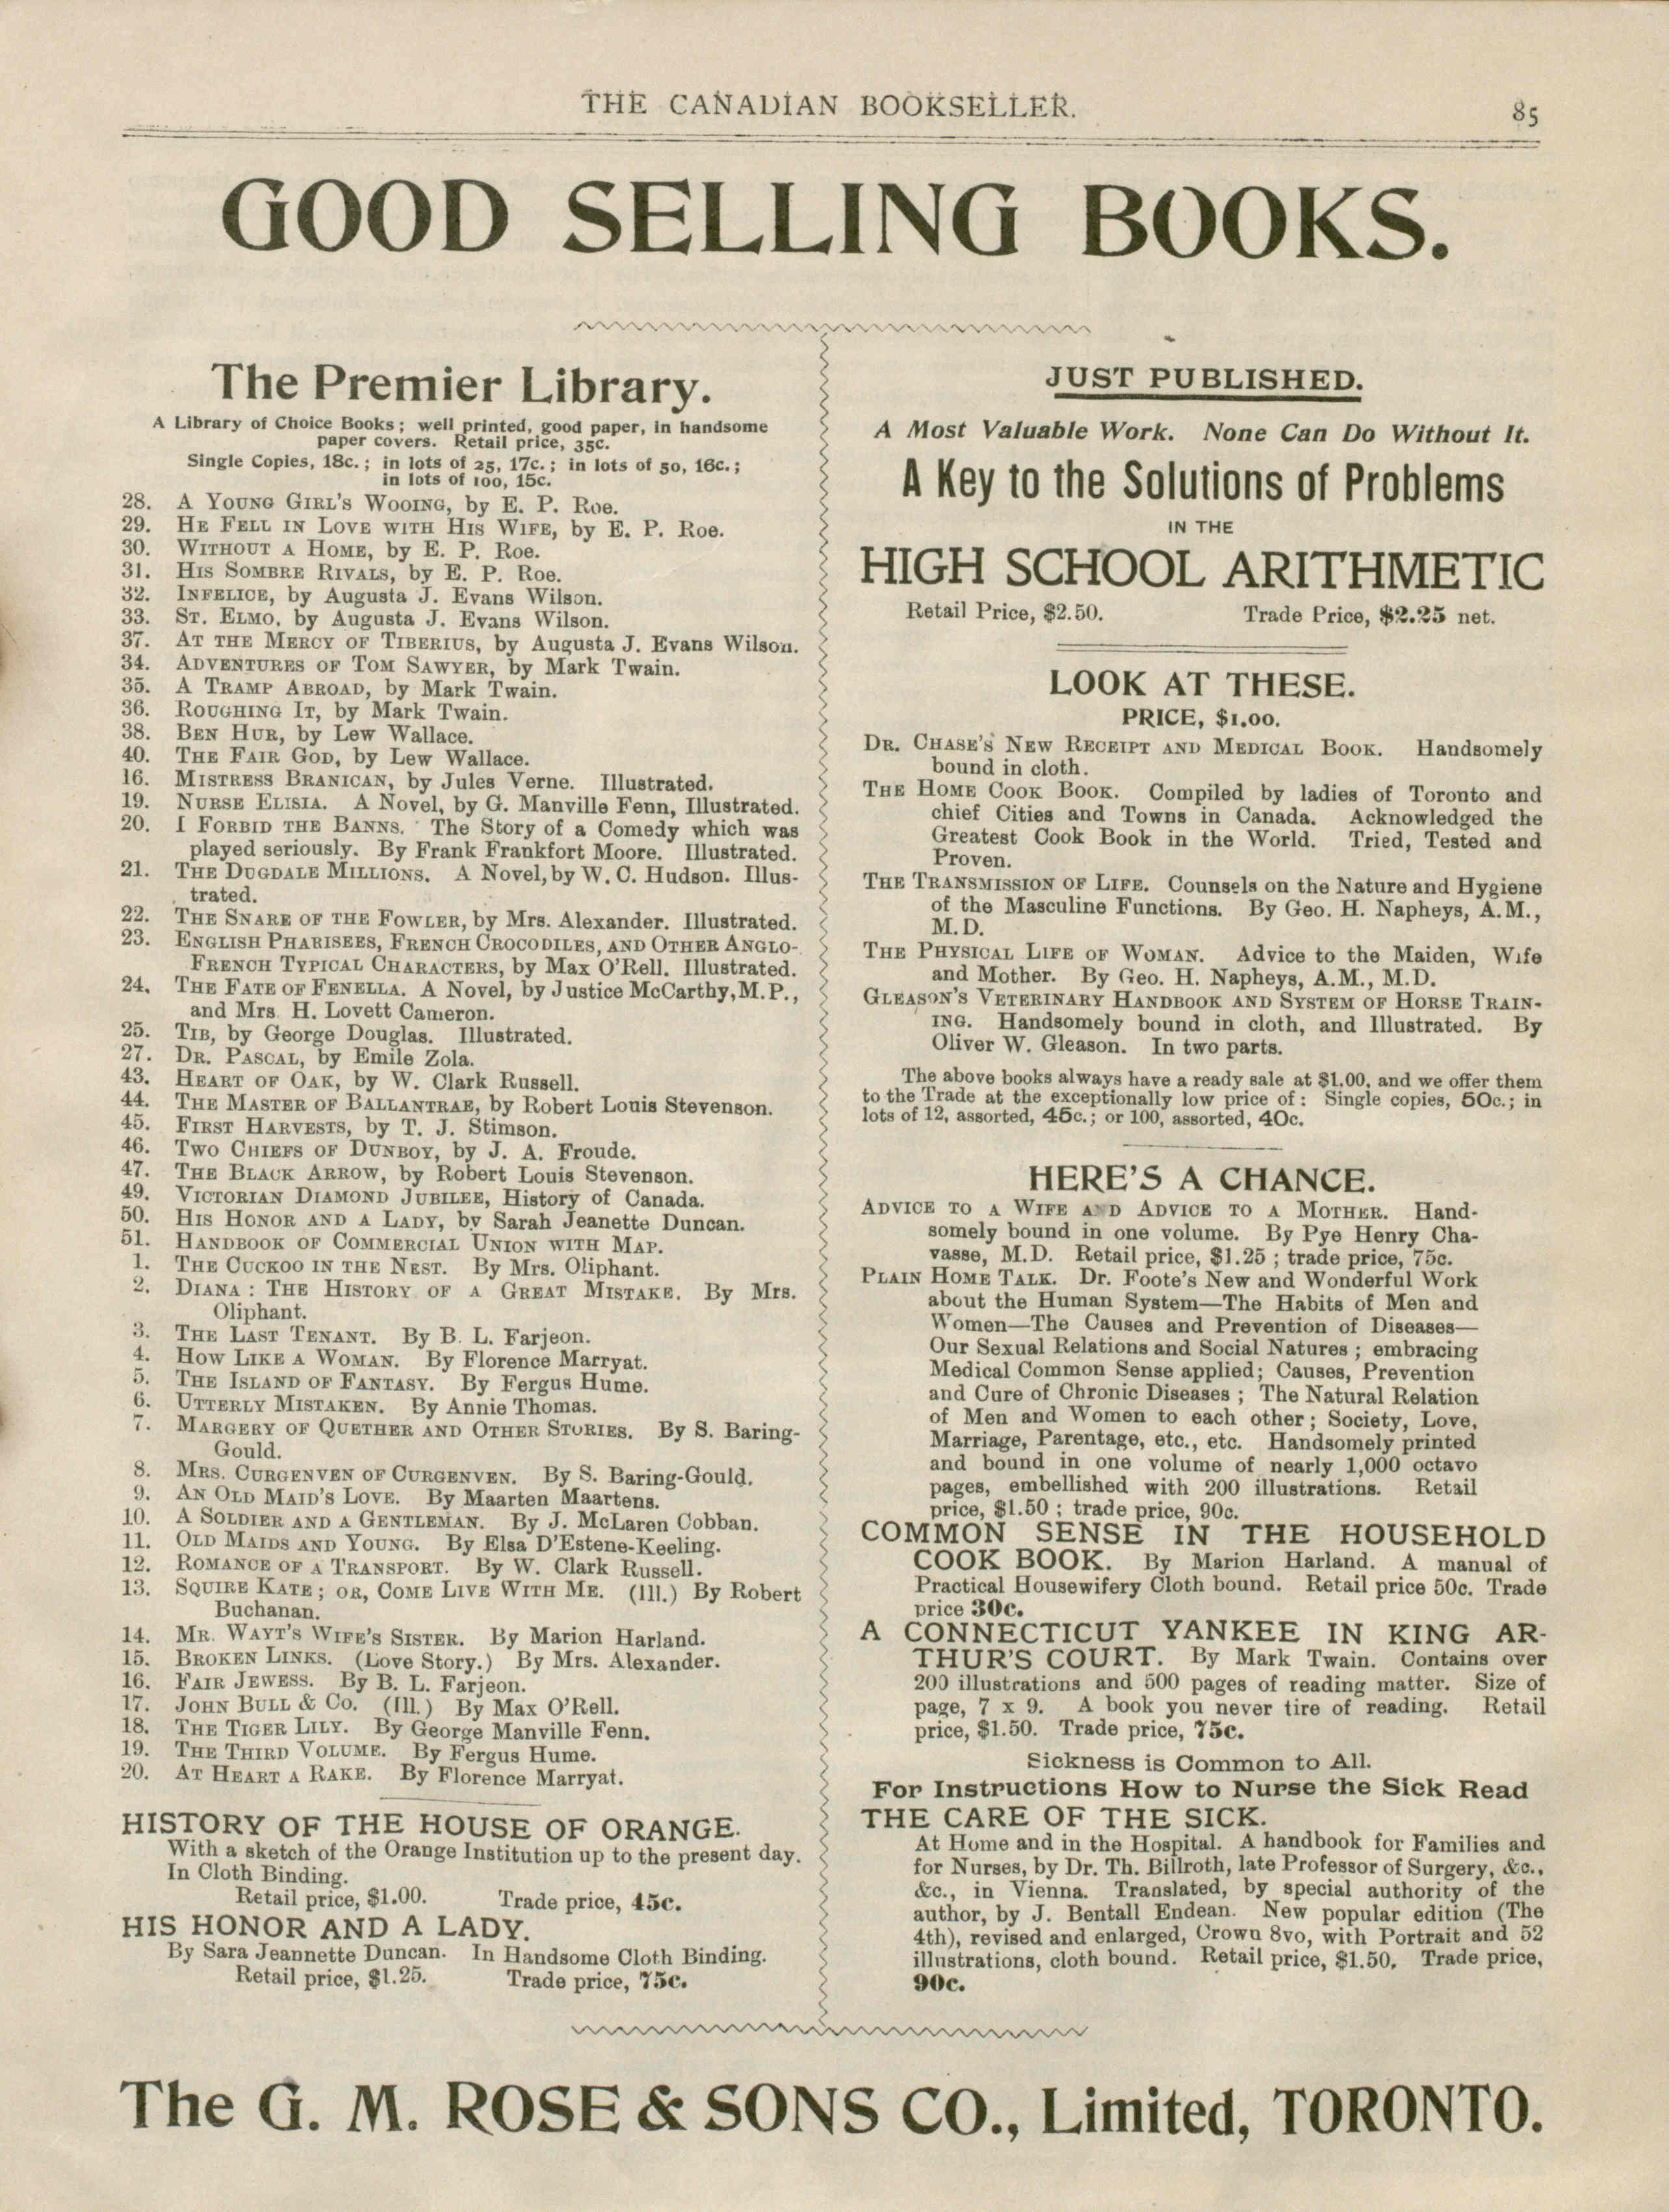 THE CANADIAN BOOKSELLER.
85
GOOD SELLING BOOKS.
The Premier Library.
A Library of Choice Books; well printed, good paper, in handsome
paper covers. Retail price, 35c.
Single Copies, 18c.; in lots of 25, 17c.; in lots of 50, 16c.;
in lots of 100, 15c.
28. A YOUNG GIRL'S WOOING, by E. P. Roe.
29. HE FELL IN LOVE WITH HIS WIFE, by E. P. Roe.
30. WITHOUT A HOME, by E. P. Roe.
31. HIS SOMBRE RIVALS, by E. P. Roe.
32. INFELICE, by Augusta J. Evans Wilson.
33. ST. ELMO, by Augusta J. Evans Wilson.
37. AT THE MERCY OF TIBERIUS, by Augusta J. Evans Wilson.
34. ADVENTURES OF TOM SAWYER, by Mark Twain.
35. A TRAMP ABROAD, by Mark Twain.
36. ROUGHING IT, by Mark Twain.
38. BEN HUR, by Lew Wallace.
40. THE FAIR GOD, by Lew Wallace.
16. MISTRESS BRANICAN, by Jules Verne. Illustrated.
19. NURSE ELISIA. A Novel, by G. Manville Fenn, Illustrated.
20. I FORBID THE BANNS. The Story of a Comedy which was
played seriously. By Frank Frankfort Moore. Illustrated.
21. THE DUGDALE MILLIONS. A Novel, by W. C. Hudson. Illus-
trated.
22. THE SNARE OF THE FOWLER, by Mrs. Alexander. Illustrated.
23. ENGLISH PHARISEES, FRENCH CROCODILES, AND OTHER ANGLO-
FRENCH TYPICAL CHARACTERS, by Max O'Rell. Illustrated.
24. THE FATE OF FENELLA. A Novel, by Justice McCarthy, M.P.,
and Mrs. H. Lovett Cameron.
25. TIB, by George Douglas. Illustrated.
27. DR. PASCAL, by Emile Zola.
43. HEART OF OAK, by W. Clark Russell.
44. THE MASTER OF BALLANTRAE, by Robert Louis Stevenson.
45. FIRST HARVESTS, by T. J. Stimson.
46. TWO CHIEFS OF DUNBOY, by J. A. Froude.
47. THE BLACK ARROW, by Robert Louis Stevenson.
49. VICTORIAN DIAMOND JUBILEE, History of Canada.
50. HIS HONOR AND A LADY, by Sarah Jeanette Duncan.
51. HANDBOOK OF COMMERCIAL UNION WITH MAP.
1. THE CUCKOO IN THE NEST. By Mrs. Oliphant.
2. DIANA: THE HISTORY OF A GREAT MISTAKE. By Mrs.
Oliphant.
3. THE LAST TENANT. By B. L. Farjeon.
4. HOW LIKE A WOMAN. By Florence Marryat.
5. THE ISLAND OF FANTASY. By Fergus Hume.
6. UTTERLY MISTAKEN. By Annie Thomas.
7. MARGERY OF QUETHER AND OTHER STORIES. By S. Baring-
Gould.
8. MRS. CURGENVEN OF CURGENVEN. By S. Baring-Gould.
9. AN OLD MAID'S LOVE. By Maarten Maartens.
10. A SOLDIER AND A GENTLEMAN. By J. McLaren Cobban.
11. OLD MAIDS AND YOUNG. By Elsa D'Estene-Keeling.
12. ROMANCE OF A TRANSPORT. By W. Clark Russell.
13. SQUIRE KATE; OR, COME LIVE WITH ME. (Ill.) By Robert
Buchanan.
14. MR. WAYT'S WIFE'S SISTER. By Marion Harland.
15. BROKEN LINKS. (Love Story.) By Mrs. Alexander.
16. FAIR JEWESS. By B. L. Farjeon.
17. JOHN BULL & CO. (Ill.) By Max O'Rell.
18. THE TIGER LILY. By George Manville Fenn.
19. THE THIRD VOLUME. By Fergus Hume.
20. AT HEART A RAKE. By Florence Marryat.
HISTORY OF THE HOUSE OF ORANGE.
With a sketch of the Orange Institution up to the present day.
In Cloth Binding.
Retail price, $1.00. Trade price, 45c.
HIS HONOR AND A LADY.
By Sara Jeannette Duncan. In Handsome Cloth Binding.
Retail price, $1.25. Trade price, 75c.
JUST PUBLISHED.
A Most Valuable Work. None Can Do Without It.
A Key to the Solutions of Problems
IN THE
HIGH SCHOOL ARITHMETIC
Retail Price, $2.50. Trade Price, $2.25 net.
LOOK AT THESE.
PRICE, $1.00.
DR. CHASE'S NEW RECEIPT AND MEDICAL BOOK. Handsomely
bound in cloth.
THE HOME COOK BOOK. Compiled by ladies of Toronto and
chief Cities and Towns in Canada. Acknowledged the
Greatest Cook Book in the World. Tried, Tested and
Proven.
THE TRANSMISSION OF LIFE. Counsels on the Nature and Hygiene
of the Masculine Functions. By Geo. H. Napheys, A.M.,
M.D.
THE PHYSICAL LIFE OF WOMAN. Advice to the Maiden, Wife
and Mother. By Geo. H. Napheys, A.M., M.D.
GLEASON'S VETERINARY HANDBOOK AND SYSTEM OF HORSE TRAIN-
ING. Handsomely bound in cloth, and Illustrated. By
Oliver W. Gleason. In two parts.
The above books always have a ready sale at $1.00, and we offer them
to the Trade at the exceptionally low price of: Single copies, 50c.; in
lots of 12, assorted, 45c.; or 100, assorted, 40c.
HERE'S A CHANCE.
ADVICE TO A WIFE AND ADVICE TO A MOTHER. Hand-
somely bound in one volume. By Pye Henry Cha-
vasse, M.D. Retail price, $1.25; trade price, 75c.
PLAIN HOME TALK. Dr. Foote's New and Wonderful Work
about the Human System—The Habits of Men and
Women—The Causes and Prevention of Diseases—
Our Sexual Relations and Social Natures; embracing
Medical Common Sense applied; Causes, Prevention
and Cure of Chronic Diseases; The Natural Relation
of Men and Women to each other; Society, Love,
Marriage, Parentage, etc., etc. Handsomely printed
and bound in one volume of nearly 1,000 octavo
pages, embellished with 200 illustrations. Retail
price, $1.50; trade price, 90c.
COMMON SENSE IN THE HOUSEHOLD
COOK BOOK. By Marion Harland. A manual of
Practical Housewifery Cloth bound. Retail price 50c. Trade
price 30c.
A CONNECTICUT YANKEE IN KING AR-
THUR'S COURT. By Mark Twain. Contains over
200 illustrations and 500 pages of reading matter. Size of
page, 7 x 9. A book you never tire of reading. Retail
price, $1.50. Trade price, 75c.
Sickness is Common to All.
For Instructions How to Nurse the Sick Read
THE CARE OF THE SICK.
At Home and in the Hospital. A handbook for Families and
for Nurses, by Dr. Th. Billroth, late Professor of Surgery, &c.,
&c., in Vienna. Translated, by special authority of the
author, by J. Bentall Endean. New popular edition (The
4th), revised and enlarged, Crown 8vo, with Portrait and 52
illustrations, cloth bound. Retail price, $1.50. Trade price,
90c.
The G. M. ROSE & SONS CO., Limited, TORONTO.